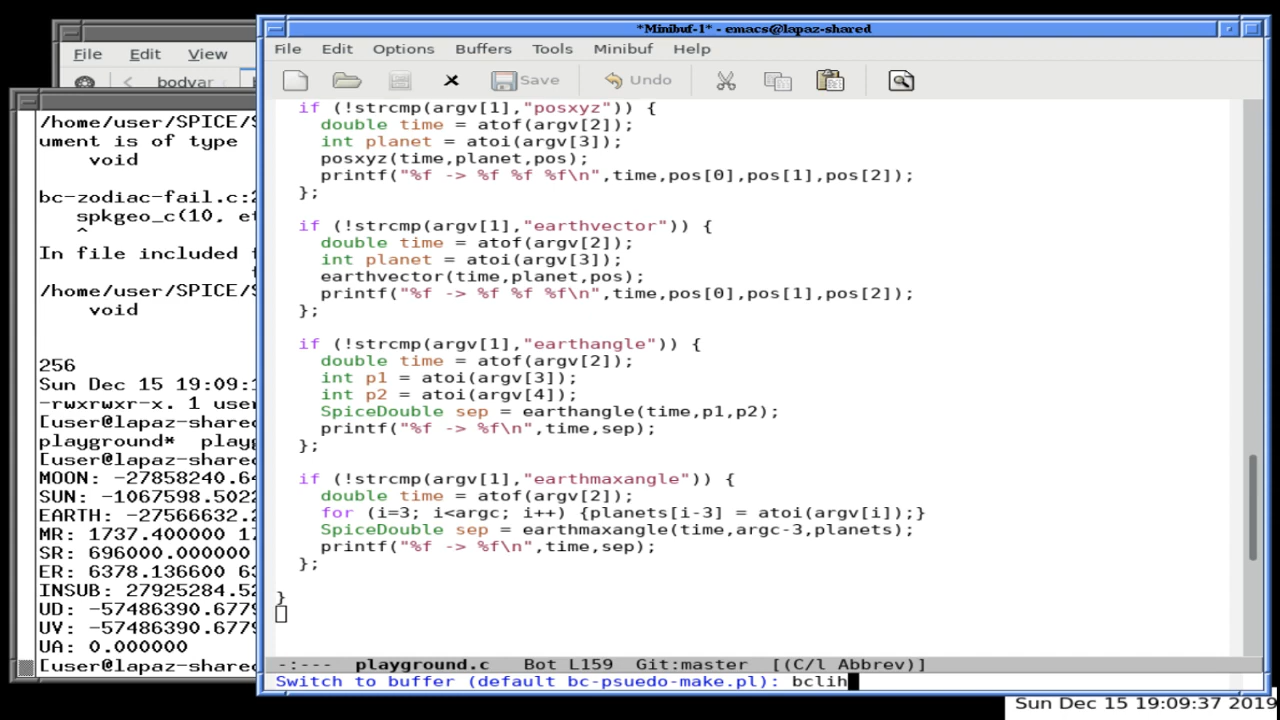 *Minibuf-1* - emacs@lapaz-shared
File Edit View
bodyvar
File Edit Options Buffers Tools Minibuf Help
Save Undo
/home/user/SPICE/
ument is of type
void
bc-zodiac-fail.c:
spkgeo_c(10, et
^
In file included
/home/user/SPICE/
void
256
Sun Dec 15 19:09:
-rwxrwxr-x. 1 user
[user@lapaz-shared
playground* playg
[user@lapaz-shared
MOON: -27858240.64
SUN: -1067598.5022
EARTH: -27566632.2
MR: 1737.400000 17
SR: 696000.000000
ER: 6378.136600 63
INSUB: 27925284.52
UD: -57486390.6779
UV: -57486390.6779
UA: 0.000000
[user@lapaz-shared
if (!strcmp(argv[1],"posxyz")) {
double time = atof(argv[2]);
int planet = atoi(argv[3]);
posxyz(time,planet,pos);
printf("%f -> %f %f %f\n",time,pos[0],pos[1],pos[2]);
};
if (!strcmp(argv[1],"earthvector")) {
double time = atof(argv[2]);
int planet = atoi(argv[3]);
earthvector(time,planet,pos);
printf("%f -> %f %f %f\n",time,pos[0],pos[1],pos[2]);
};
if (!strcmp(argv[1],"earthangle")) {
double time = atof(argv[2]);
int p1 = atoi(argv[3]);
int p2 = atoi(argv[4]);
SpiceDouble sep = earthangle(time,p1,p2);
printf("%f -> %f\n",time,sep);
};
if (!strcmp(argv[1],"earthmaxangle")) {
double time = atof(argv[2]);
for (i=3; i<argc; i++) {planets[i-3] = atoi(argv[i]);}
SpiceDouble sep = earthmaxangle(time,argc-3,planets);
printf("%f -> %f\n",time,sep);
};
}
-:--- playground.c Bot L159 Git:master [(C/l Abbrev)]
Switch to buffer (default bc-psuedo-make.pl): bclih
Sun Dec 15 19:09:37 2019